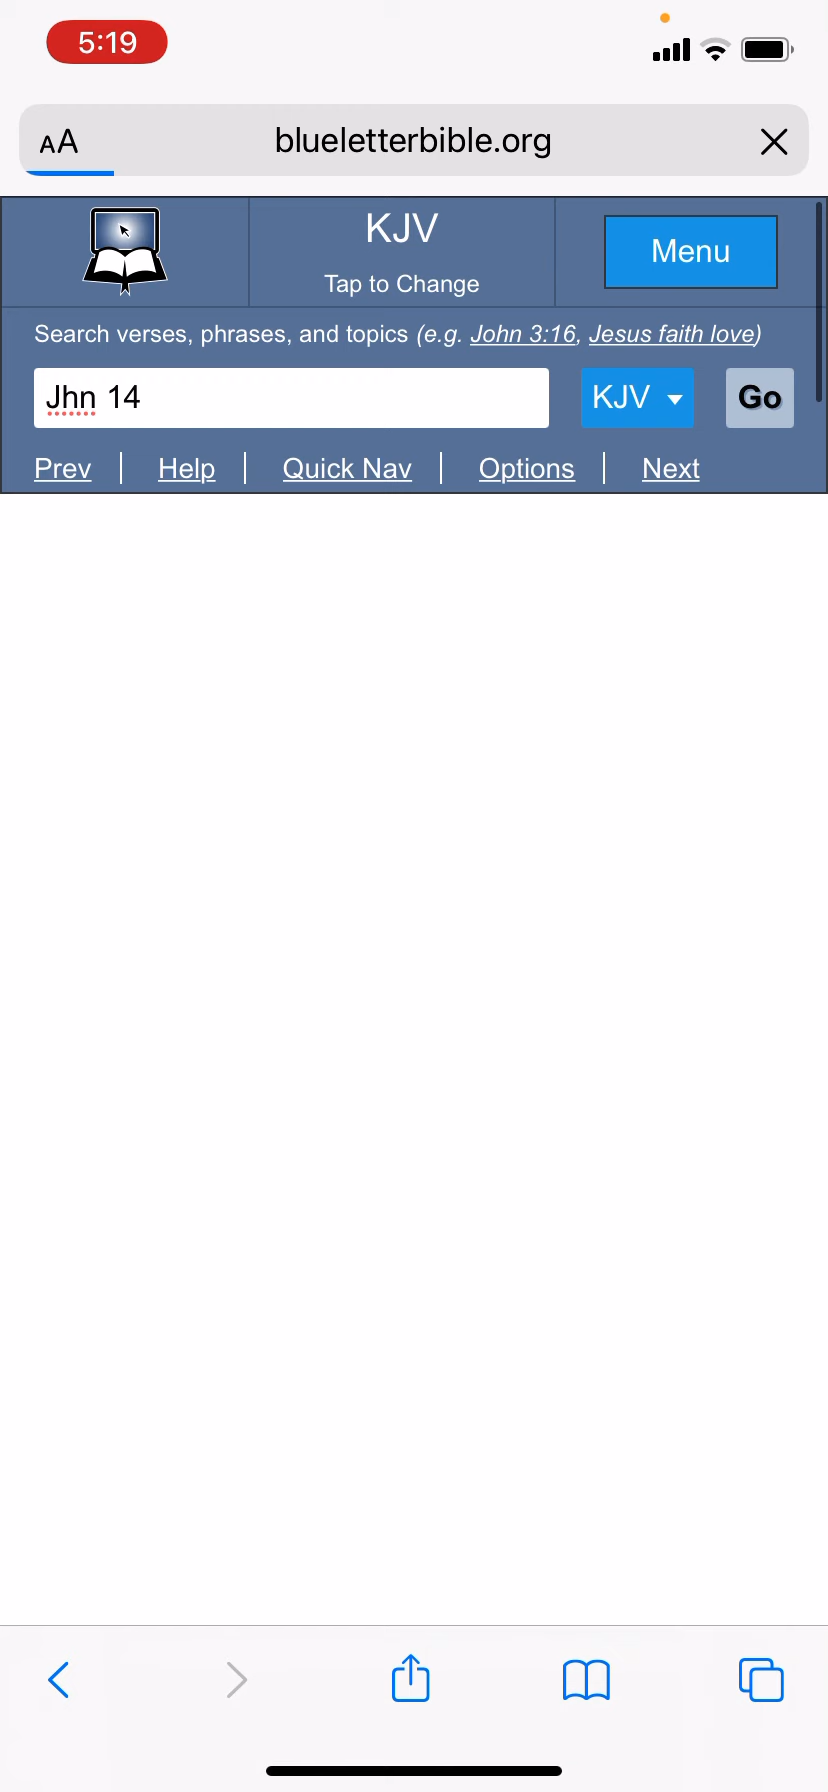 5:19
AA
blueletterbible.org
KJV
Tap to Change
Menu
Search verses, phrases, and topics (e.g. John 3:16, Jesus faith love)
Jhn 14
KJV
Go
Prev | Help | Quick Nav | Options | Next